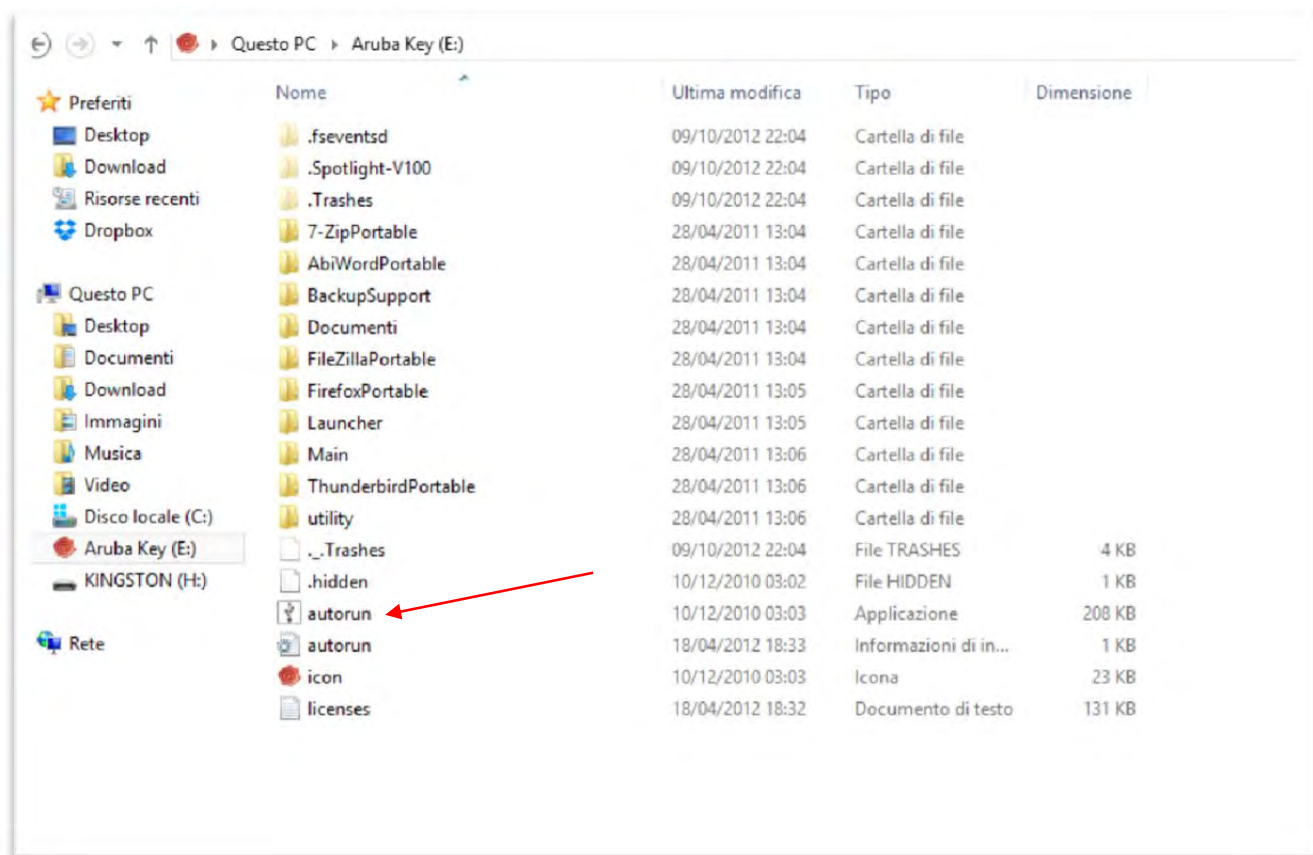 Questo PC Aruba Key (E:)
Nome Ultima modifica Tipo Dimensione
Preferiti
Desktop
Download
Risorse recenti
Dropbox
Questo PC
Desktop
Documenti
Download
Immagini
Musica
Video
Disco locale (C:)
Aruba Key (E:)
KINGSTON (H:)
Rete
.fseventsd 09/10/2012 22:04 Cartella di file
.Spotlight-V100 09/10/2012 22:04 Cartella di file
.Trashes 09/10/2012 22:04 Cartella di file
7-ZipPortable 28/04/2011 13:04 Cartella di file
AbiWordPortable 28/04/2011 13:04 Cartella di file
BackupSupport 28/04/2011 13:04 Cartella di file
Documenti 28/04/2011 13:04 Cartella di file
FileZillaPortable 28/04/2011 13:04 Cartella di file
FirefoxPortable 28/04/2011 13:05 Cartella di file
Launcher 28/04/2011 13:05 Cartella di file
Main 28/04/2011 13:06 Cartella di file
ThunderbirdPortable 28/04/2011 13:06 Cartella di file
utility 28/04/2011 13:06 Cartella di file
._.Trashes 09/10/2012 22:04 File TRASHES 4 KB
.hidden 10/12/2010 03:02 File HIDDEN 1 KB
autorun 10/12/2010 03:03 Applicazione 208 KB
autorun 18/04/2012 18:33 Informazioni di in... 1 KB
icon 10/12/2010 03:03 Icona 23 KB
licenses 18/04/2012 18:32 Documento di testo 131 KB